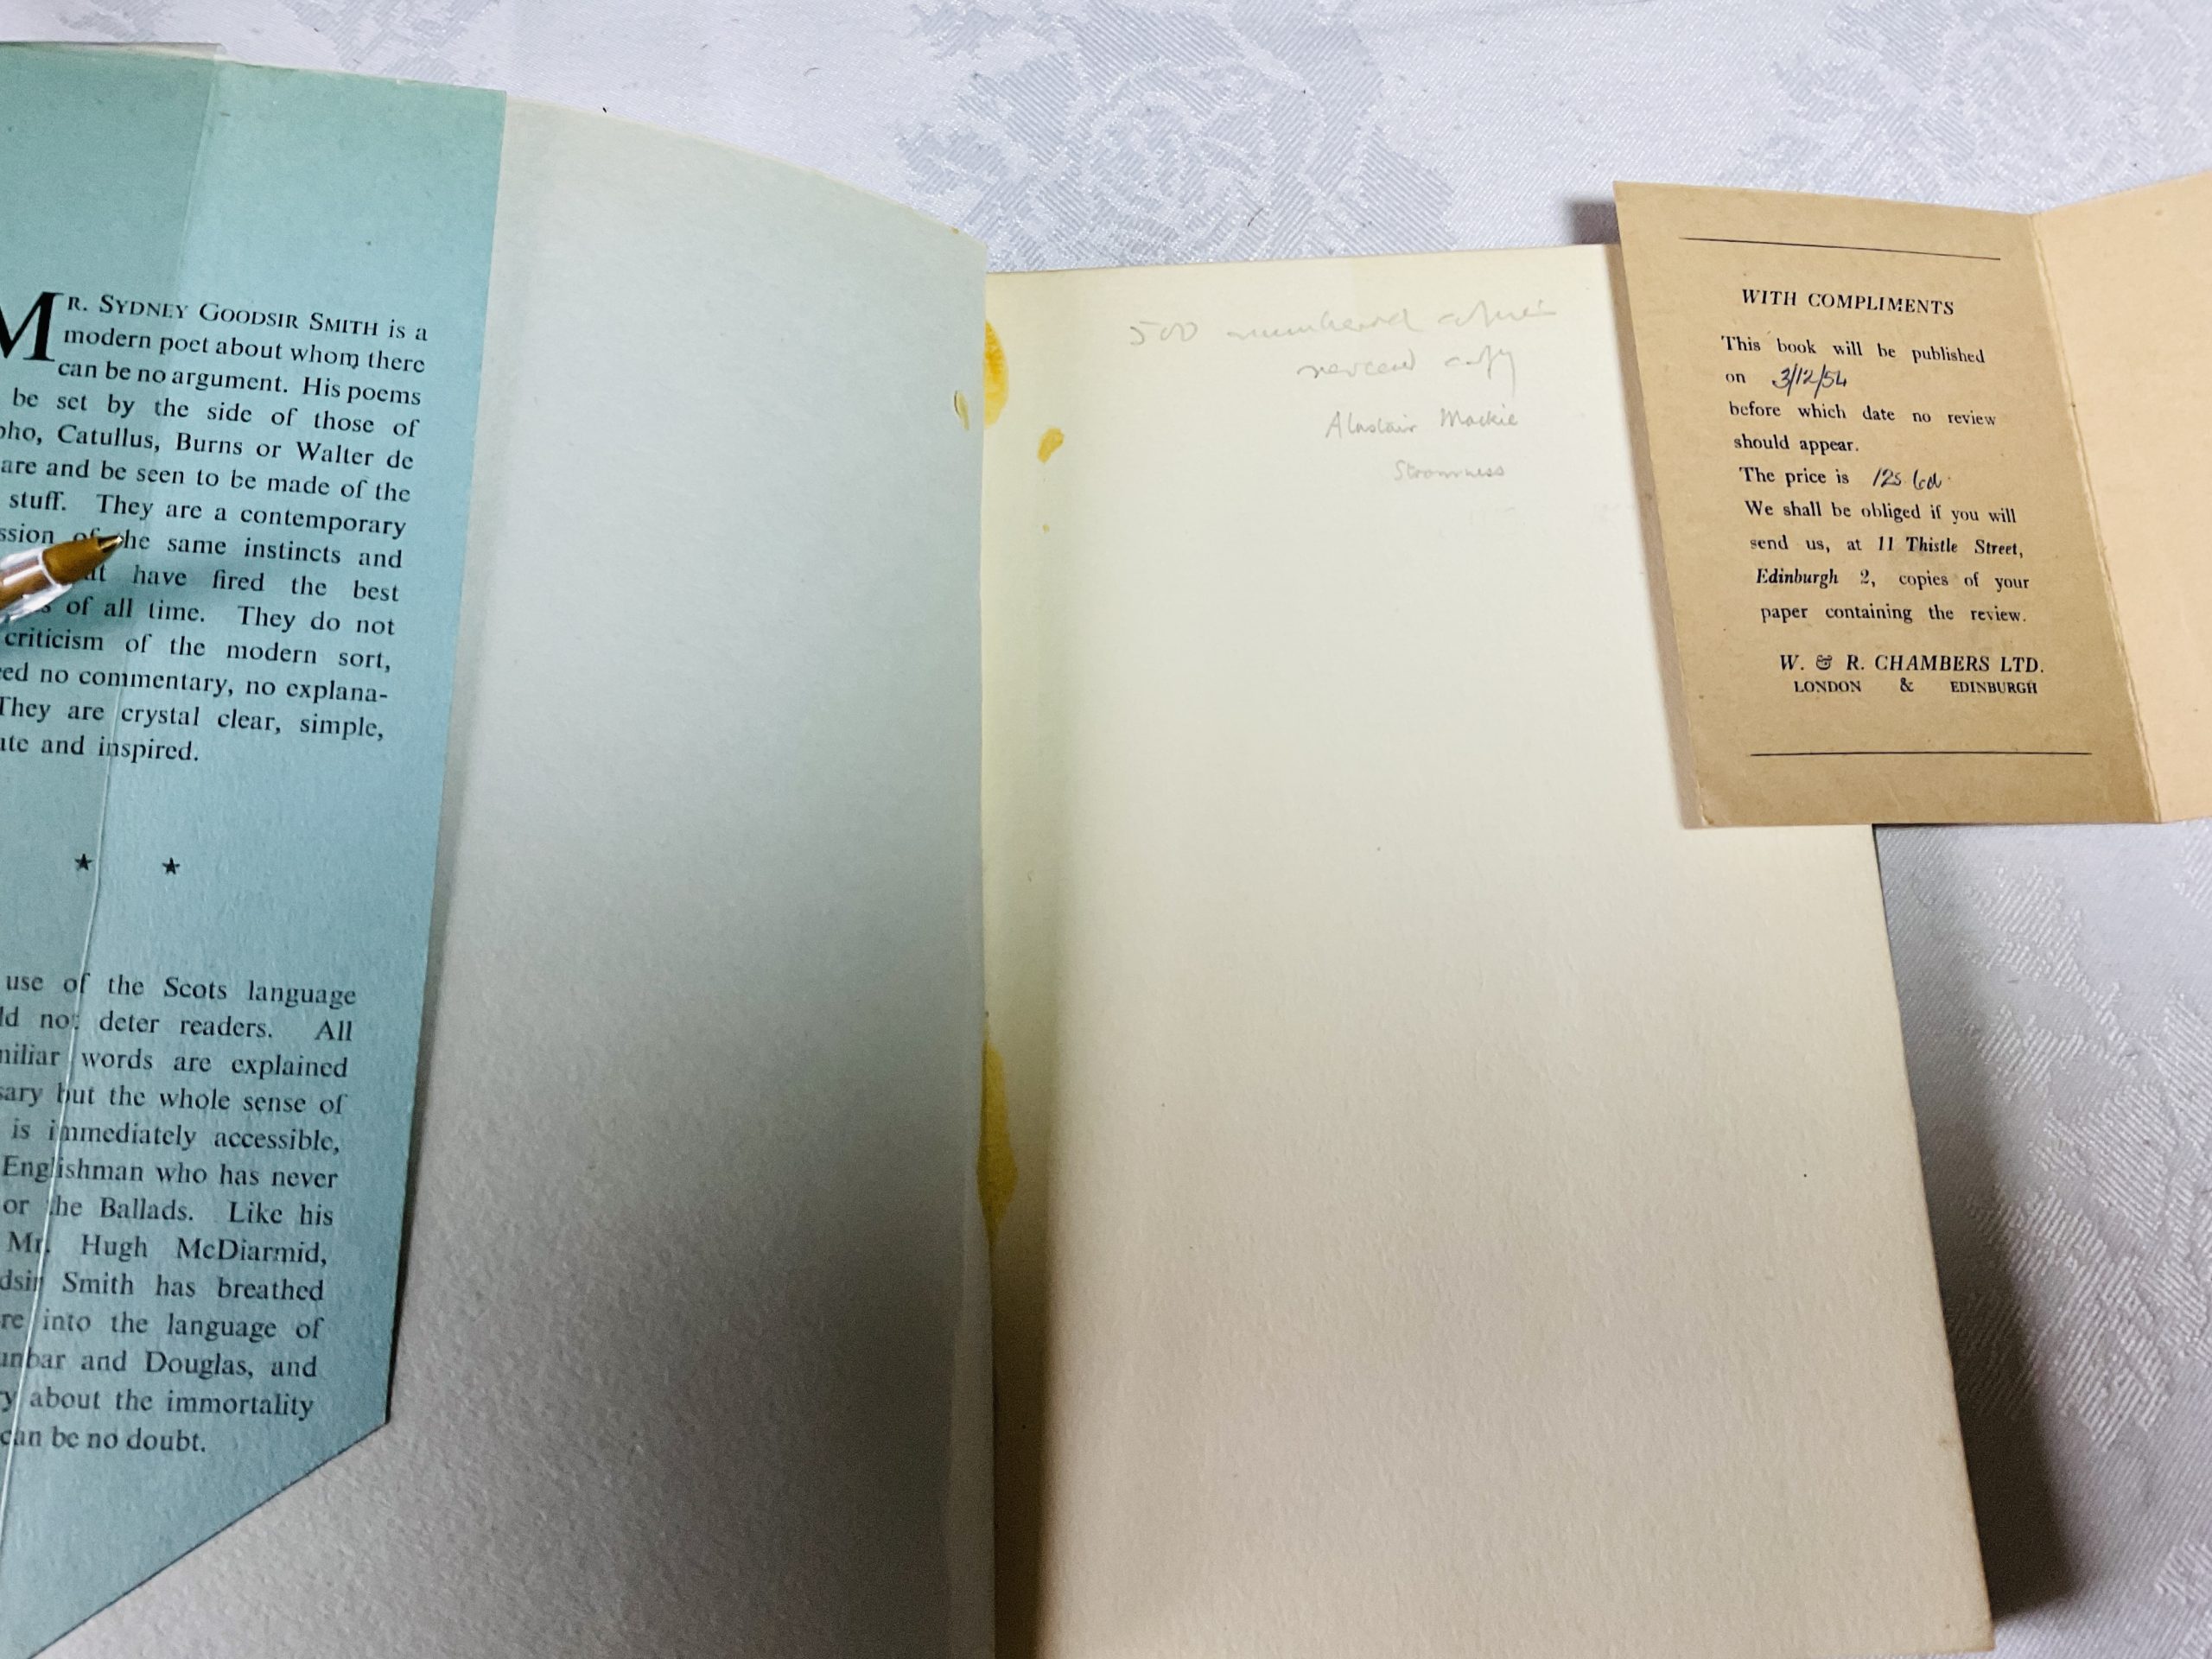 MR. SYDNEY GOODSIR SMITH is a
modern poet about whom there
can be no argument. His poems
be set by the side of those of
pho, Catullus, Burns or Walter de
are and be seen to be made of the
stuff. They are a contemporary
ssion of the same instincts and
at have fired the best
s of all time. They do not
criticism of the modern sort,
ed no commentary, no explana-
They are crystal clear, simple,
ate and inspired.
★ ★
use of the Scots language
ld not deter readers. All
miliar words are explained
sary but the whole sense of
is immediately accessible,
Englishman who has never
or the Ballads. Like his
Mr. Hugh McDiarmid,
dsir Smith has breathed
re into the language of
unbar and Douglas, and
y about the immortality
can be no doubt.
500 numbered copies
review copy
Alastair Mackie
Stromness
WITH COMPLIMENTS
This book will be published
on 3/12/54
before which date no review
should appear.
The price is 12s 6d.
We shall be obliged if you will
send us, at 11 Thistle Street,
Edinburgh 2, copies of your
paper containing the review.
W. & R. CHAMBERS LTD.
LONDON & EDINBURGH